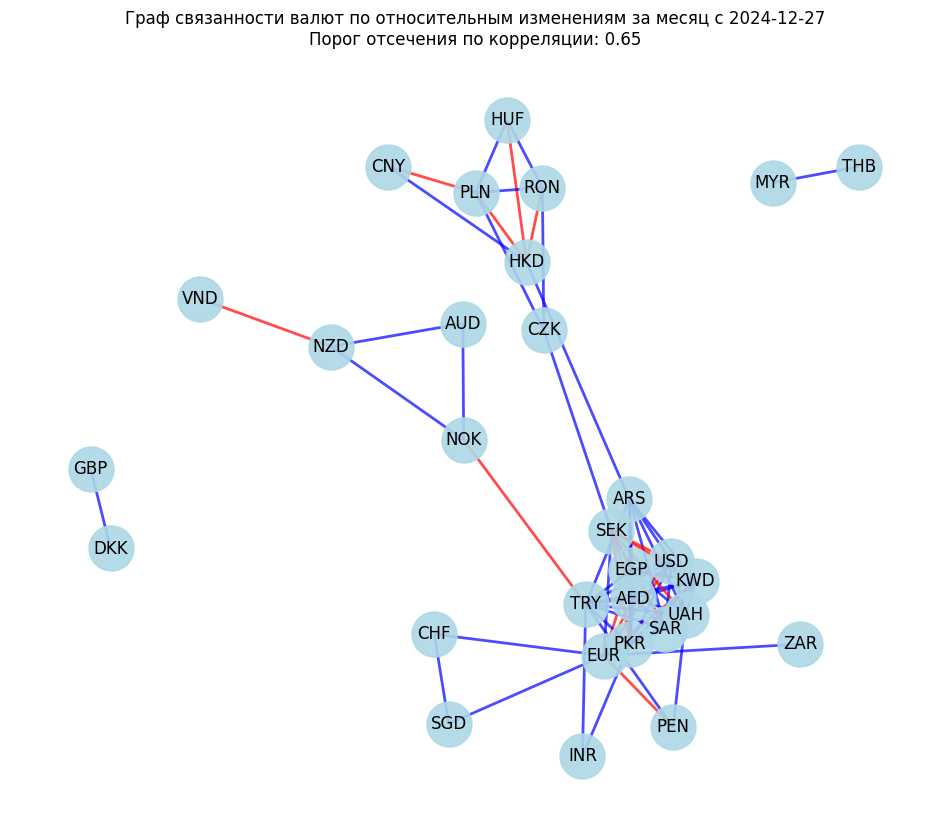 Граф связанности валют по относительным изменениям за месяц с 2024-12-27
Порог отсечения по корреляции: 0.65
HUF
CNY
THB
MYR
PLN
RON
HKD
VND
AUD
CZK
NZD
NOK
GBP
ARS
SEK
DKK
USD
EGP
KWD
AED
TRY
UAH
SAR
CHF
PKR
ZAR
EUR
SGD
PEN
INR